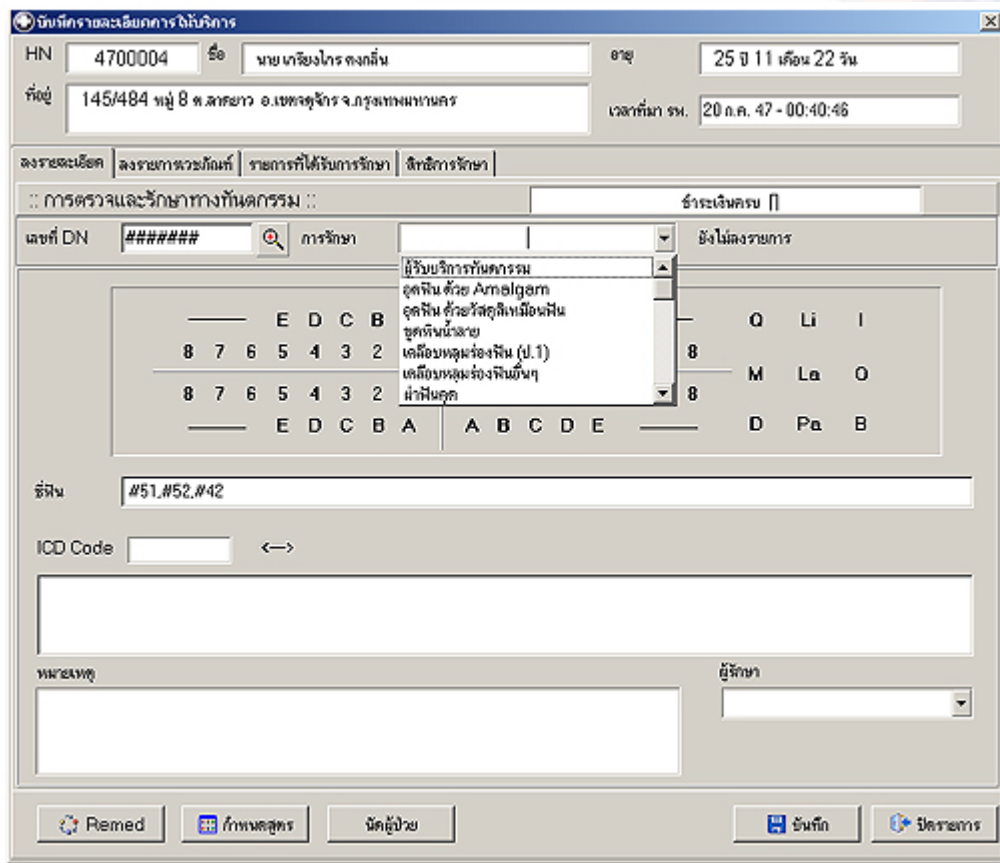 บันทึกรายละเอียดการให้บริการ
HN 4700004 ชื่อ นาย เกรียงไกร คงกลิ่น อายุ 25 ปี 11 เดือน 22 วัน
ที่อยู่ 145/484 หมู่ 8 ต.ลาดยาว อ.เขตจตุจักร จ.กรุงเทพมหานคร เวลาที่มา รพ. 20 ก.ค. 47 - 00:40:46
ลงรายละเอียด ลงรายการเวชภัณฑ์ รายการที่ได้รับการรักษา สิทธิการรักษา
:: การตรวจและรักษาทางทันตกรรม :: ชำระเงินครบ []
เลขที่ DN ####### การรักษา ยังไม่ลงรายการ
ผู้รับบริการทันตกรรม
อุดฟัน ด้วย Amalgam
อุดฟัน ด้วยวัสดุสีเหมือนฟัน
ขูดหินน้ำลาย
เคลือบหลุมร่องฟัน (ป.1)
เคลือบหลุมร่องฟันอื่นๆ
ผ่าฟันคุด
E D C B Q Li I
8 7 6 5 4 3 2 8
M La O
8 7 6 5 4 3 2 8
E D C B A A B C D E D Pa B
ซี่ฟัน #51,#52,#42
ICD Code <-->
หมายเหตุ ผู้รักษา
Remed กำหนดสูตร นัดผู้ป่วย บันทึก ปิดรายการ